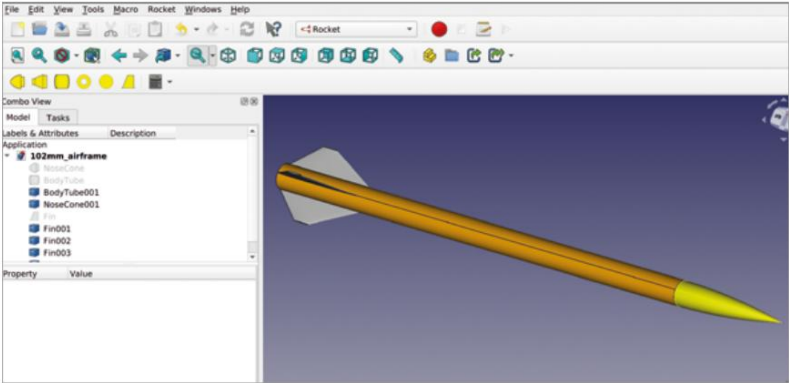 File Edit View Tools Macro Rocket Windows Help
Rocket
Combo View
Model Tasks
Labels & Attributes Description
Application
102mm_airframe
NoseCone
BodyTube
BodyTube001
NoseCone001
Fin
Fin001
Fin002
Fin003
Property Value